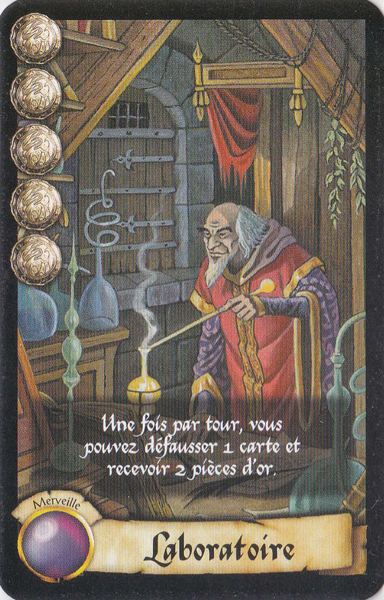 Une fois par tour, vous
pouvez défausser 1 carte et
recevoir 2 pièces d'or.
Merveille
Laboratoire